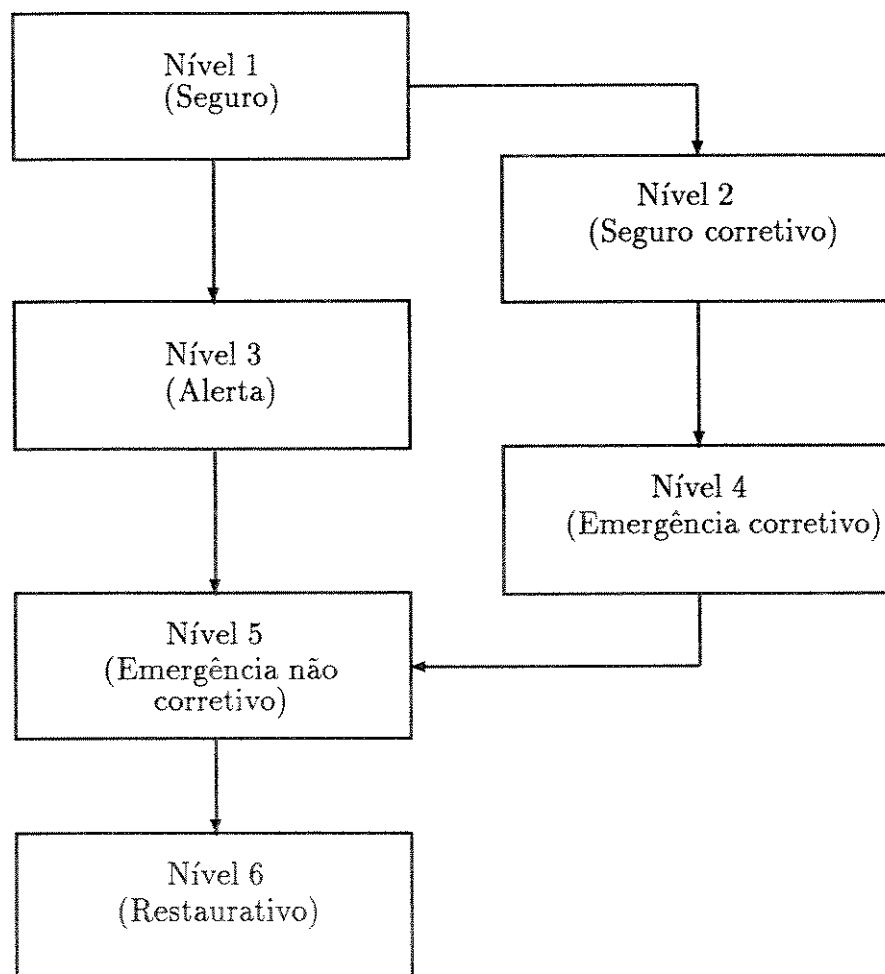 Nível 1
(Seguro)
Nível 2
(Seguro corretivo)
Nível 3
(Alerta)
Nível 4
(Emergência corretivo)
Nível 5
(Emergência não
corretivo)
Nível 6
(Restaurativo)